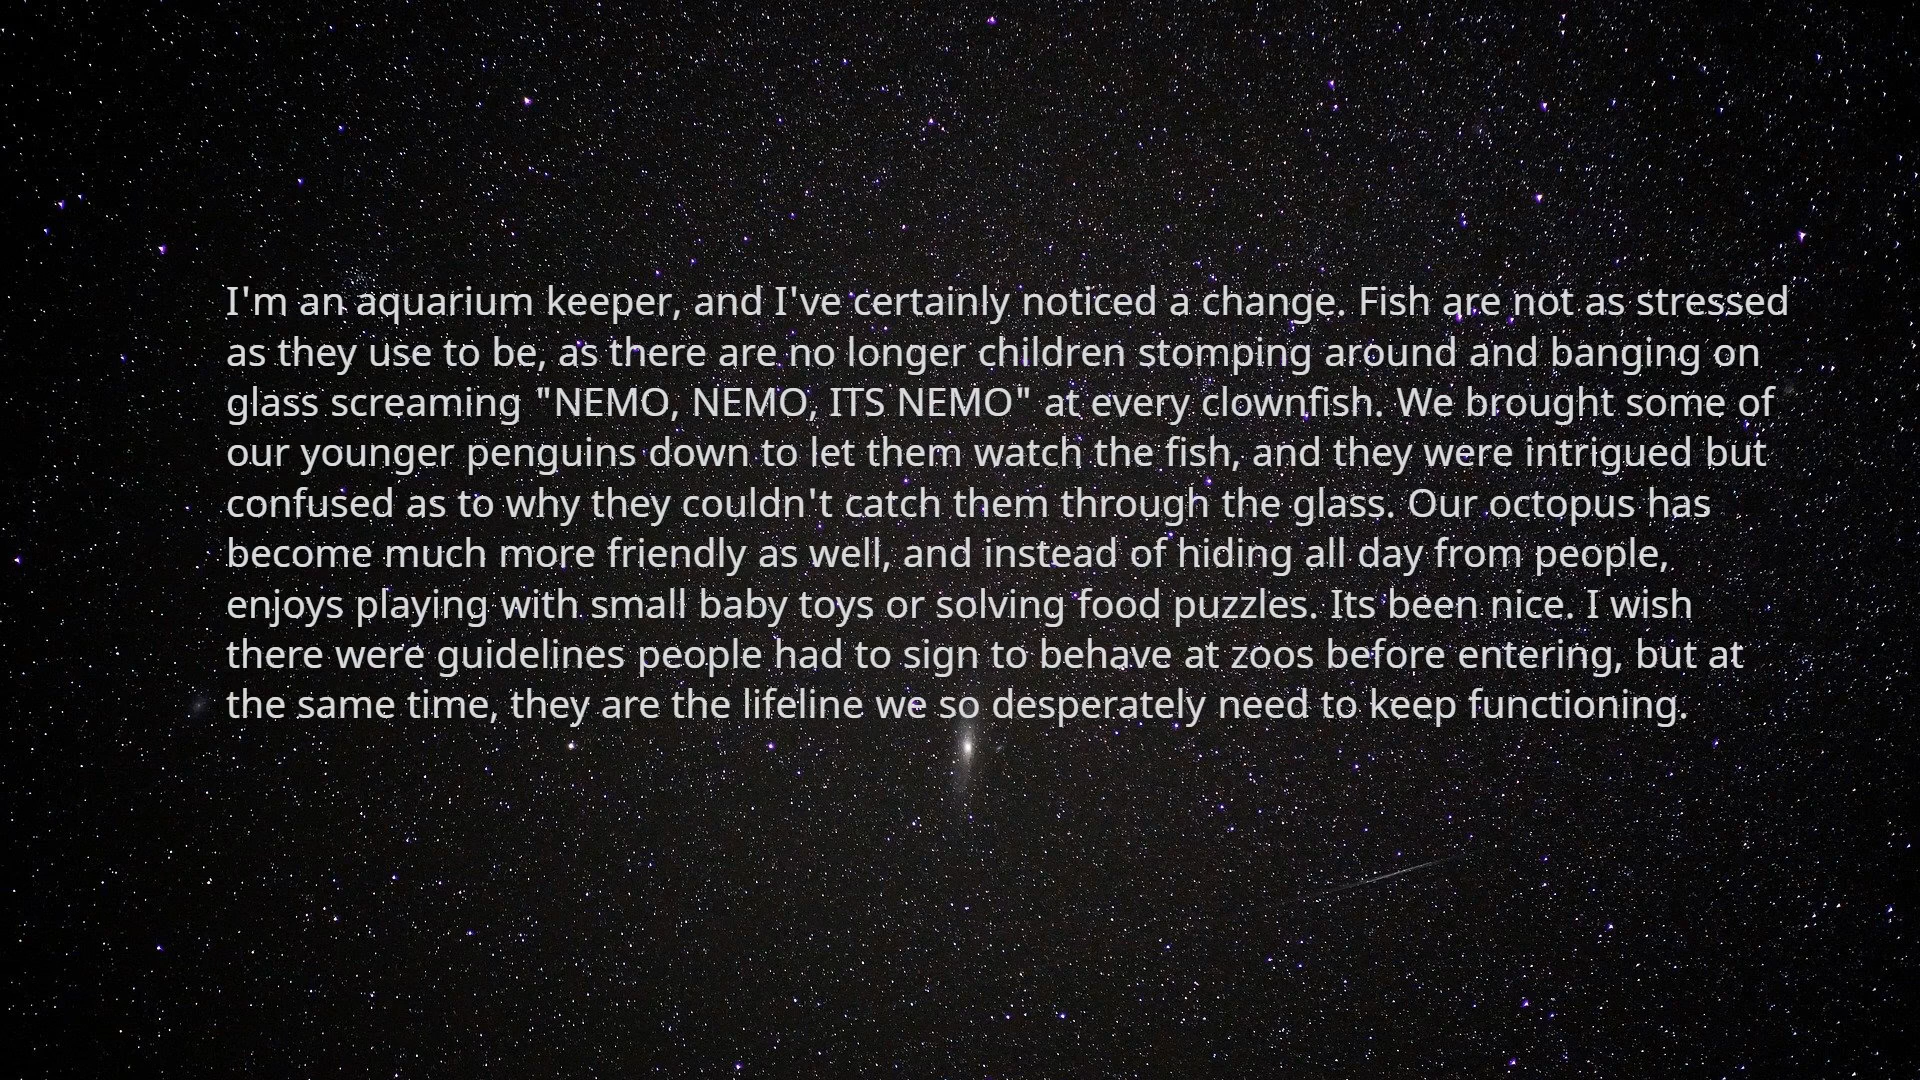 I'm an aquarium keeper, and I've certainly noticed a change. Fish are not as stressed
as they use to be, as there are no longer children stomping around and banging on
glass screaming "NEMO, NEMO, ITS NEMO" at every clownfish. We brought some of
our younger penguins down to let them watch the fish, and they were intrigued but
confused as to why they couldn't catch them through the glass. Our octopus has
become much more friendly as well, and instead of hiding all day from people,
enjoys playing with small baby toys or solving food puzzles. Its been nice. I wish
there were guidelines people had to sign to behave at zoos before entering, but at
the same time, they are the lifeline we so desperately need to keep functioning.